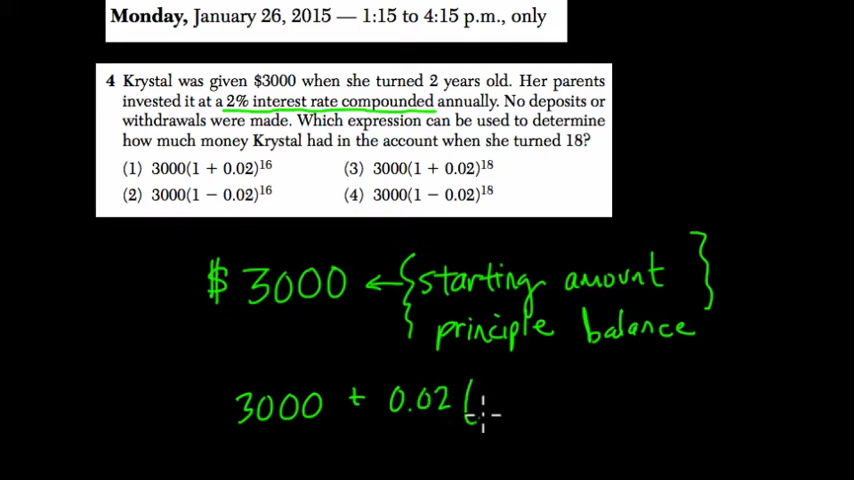 Monday, January 26, 2015 — 1:15 to 4:15 p.m., only
4 Krystal was given $3000 when she turned 2 years old. Her parents
invested it at a 2% interest rate compounded annually. No deposits or
withdrawals were made. Which expression can be used to determine
how much money Krystal had in the account when she turned 18?
(1) 3000(1 + 0.02)¹⁶ (3) 3000(1 + 0.02)¹⁸
(2) 3000(1 − 0.02)¹⁶ (4) 3000(1 − 0.02)¹⁸
$ 3000 ← { starting amount }
{ principle balance
3000 + 0.02 (